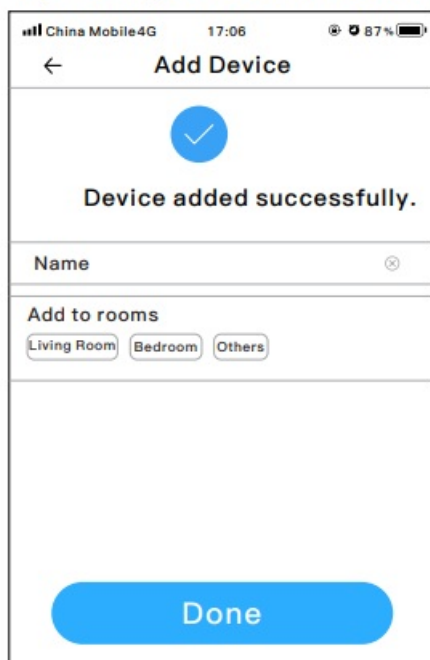 China Mobile4G 17:06 87%
Add Device
Device added successfully.
Name
Add to rooms
Living Room Bedroom Others
Done